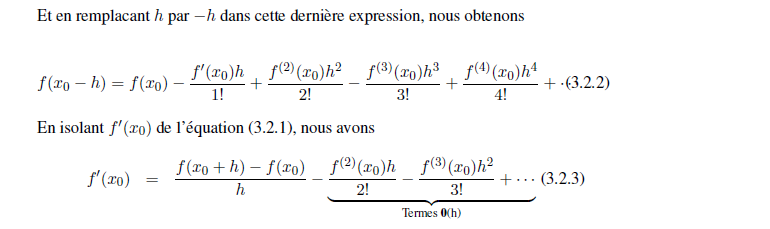 Et en remplacant h par −h dans cette dernière expression, nous obtenons
f(x₀ − h) = f(x₀) − f′(x₀)h/1! + f⁽²⁾(x₀)h²/2! − f⁽³⁾(x₀)h³/3! + f⁽⁴⁾(x₀)h⁴/4! + ·(3.2.2)
En isolant f′(x₀) de l'équation (3.2.1), nous avons
f′(x₀) = (f(x₀ + h) − f(x₀))/h − f⁽²⁾(x₀)h/2! − f⁽³⁾(x₀)h²/3! + ··· (3.2.3)
Termes 0(h)